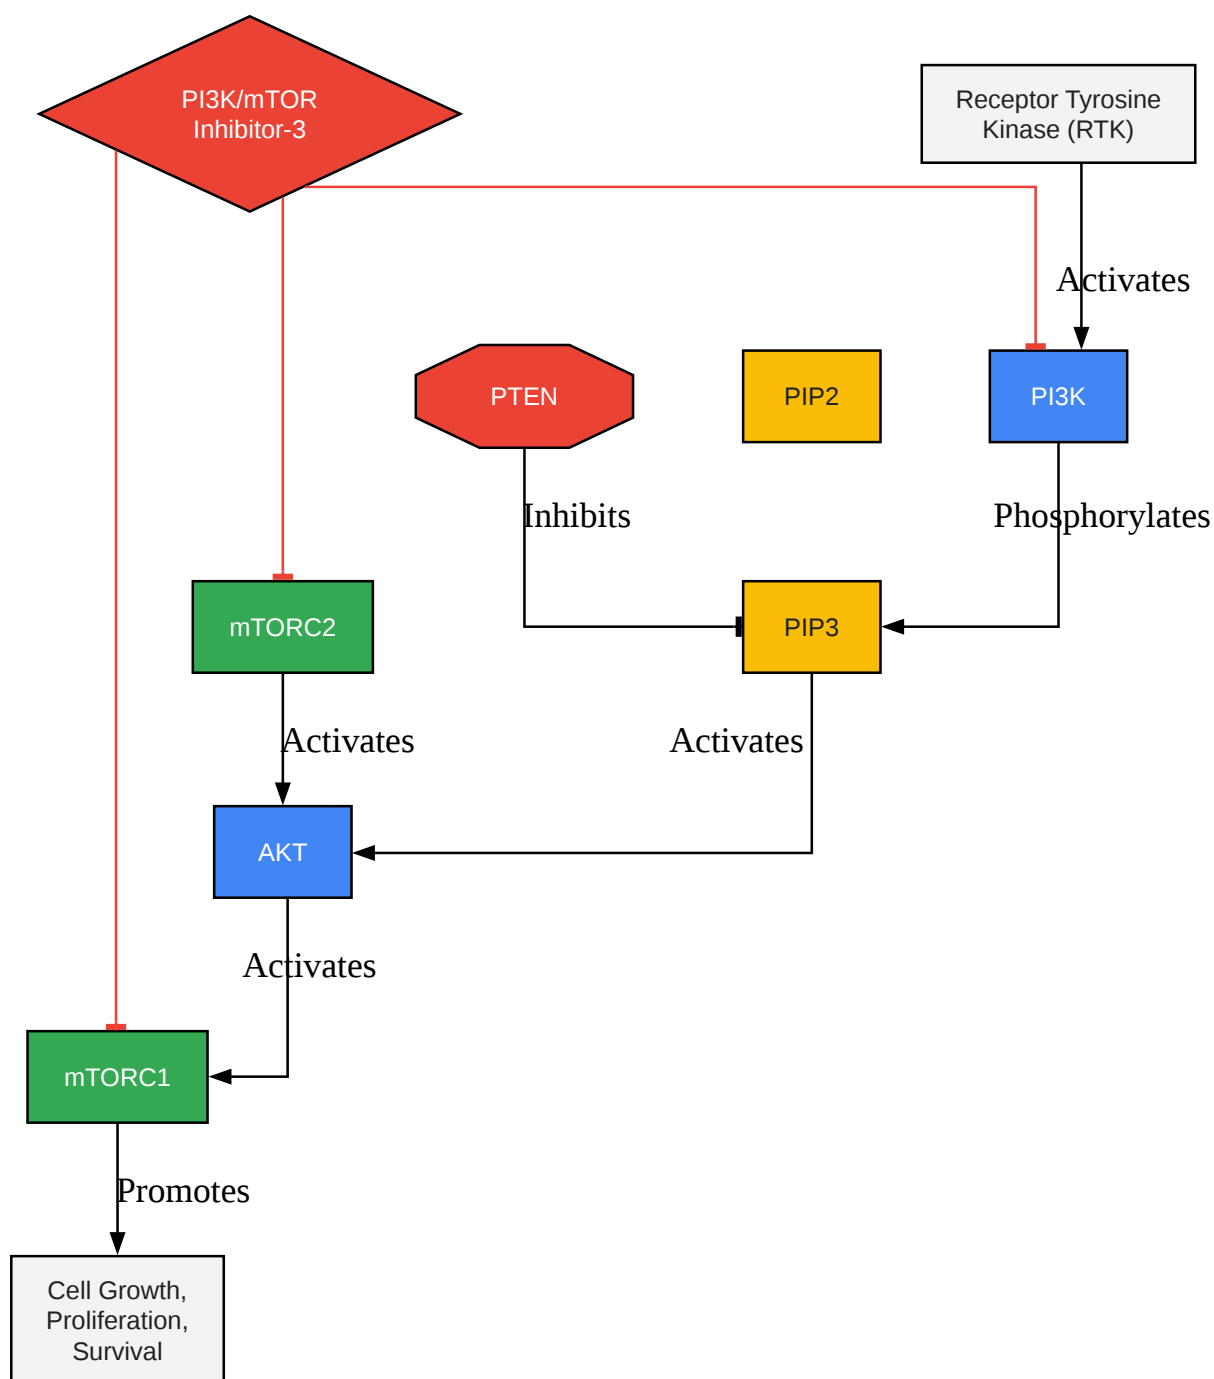 PI3K/mTOR
Inhibitor-3
Receptor Tyrosine
Kinase (RTK)
Activates
PTEN
PIP2
PI3K
Inhibits
Phosphorylates
mTORC2
PIP3
Activates
Activates
AKT
Activates
mTORC1
Promotes
Cell Growth,
Proliferation,
Survival